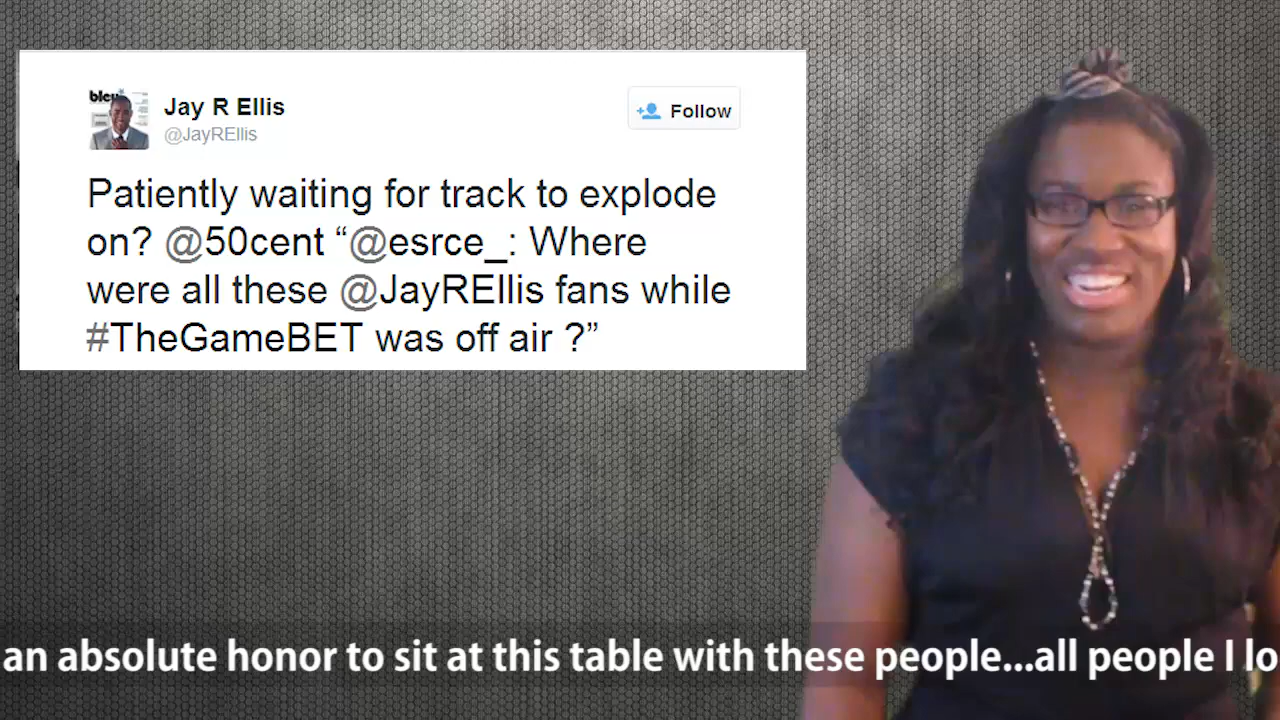 bleu
Jay R Ellis
@JayREllis
Follow
Patiently waiting for track to explode
on? @50cent “@esrce_: Where
were all these @JayREllis fans while
#TheGameBET was off air ?”
an absolute honor to sit at this table with these people...all people I lo